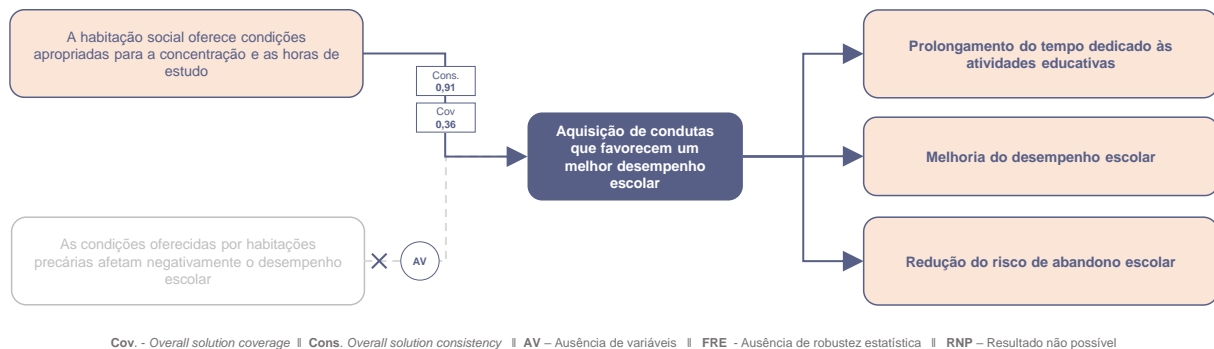 A habitação social oferece condições
apropriadas para a concentração e as horas de
estudo
Cons.
0,91
Cov
0,36
As condições oferecidas por habitações
precárias afetam negativamente o desempenho
escolar
AV
Aquisição de condutas
que favorecem um
melhor desempenho
escolar
Prolongamento do tempo dedicado às
atividades educativas
Melhoria do desempenho escolar
Redução do risco de abandono escolar
Cov. - Overall solution coverage ‖ Cons. Overall solution consistency ‖ AV – Ausência de variáveis ‖ FRE - Ausência de robustez estatística ‖ RNP – Resultado não possível